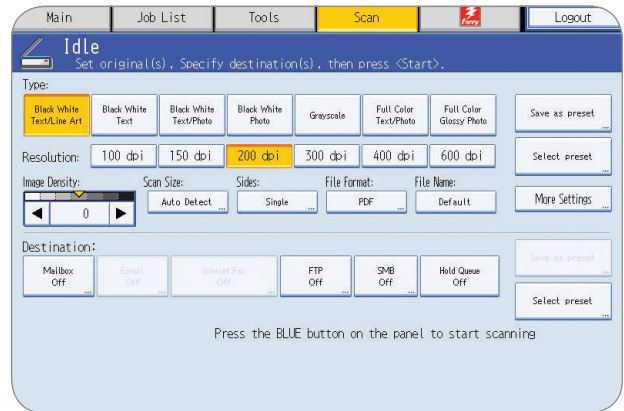 Main Job List Tools Scan Fiery Logout
Idle
Set original(s), Specify destination(s), then press <Start>.
Type:
Black White Text/Line Art Black White Text Black White Text/Photo Black White Photo Grayscale Full Color Text/Photo Full Color Glossy Photo Save as preset ...
Resolution: 100 dpi 150 dpi 200 dpi 300 dpi 400 dpi 600 dpi Select preset ...
Image Density: Scan Size: Sides: File Format: File Name:
0 Auto Detect ... Single ... PDF ... Default More Settings ...
Destination:
Mailbox Off ... Email Off ... Internet Fax Off ... FTP Off ... SMB Off ... Hold Queue Off Save as preset ...
Select preset ...
Press the BLUE button on the panel to start scanning